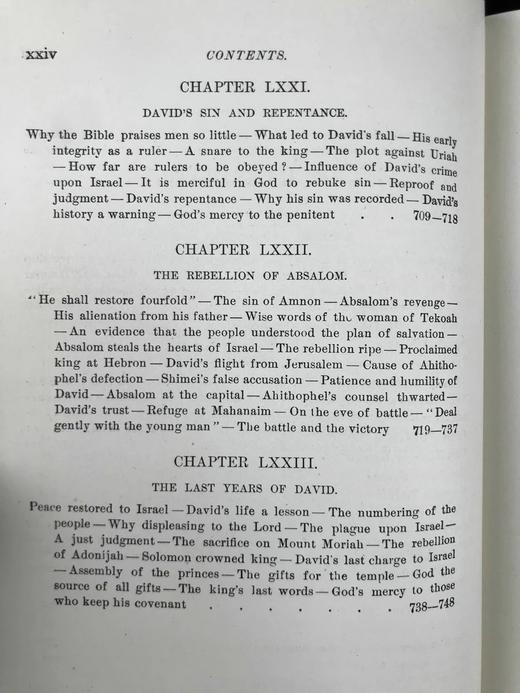 xxiv CONTENTS.
CHAPTER LXXI.
DAVID'S SIN AND REPENTANCE.
Why the Bible praises men so little — What led to David's fall — His early
integrity as a ruler — A snare to the king — The plot against Uriah
— How far are rulers to be obeyed? — Influence of David's crime
upon Israel — It is merciful in God to rebuke sin — Reproof and
judgment — David's repentance — Why his sin was recorded — David's
history a warning — God's mercy to the penitent . . 709–718
CHAPTER LXXII.
THE REBELLION OF ABSALOM.
"He shall restore fourfold" — The sin of Amnon — Absalom's revenge —
His alienation from his father — Wise words of the woman of Tekoah
— An evidence that the people understood the plan of salvation —
Absalom steals the hearts of Israel — The rebellion ripe — Proclaimed
king at Hebron — David's flight from Jerusalem — Cause of Ahitho-
phel's defection — Shimei's false accusation — Patience and humility of
David — Absalom at the capital — Ahithophel's counsel thwarted —
David's trust — Refuge at Mahanaim — On the eve of battle — "Deal
gently with the young man" — The battle and the victory 719–737
CHAPTER LXXIII.
THE LAST YEARS OF DAVID.
Peace restored to Israel — David's life a lesson — The numbering of the
people — Why displeasing to the Lord — The plague upon Israel —
A just judgment — The sacrifice on Mount Moriah — The rebellion
of Adonijah — Solomon crowned king — David's last charge to Israel
— Assembly of the princes — The gifts for the temple — God the
source of all gifts — The king's last words — God's mercy to those
who keep his covenant . . . . . . 738–748